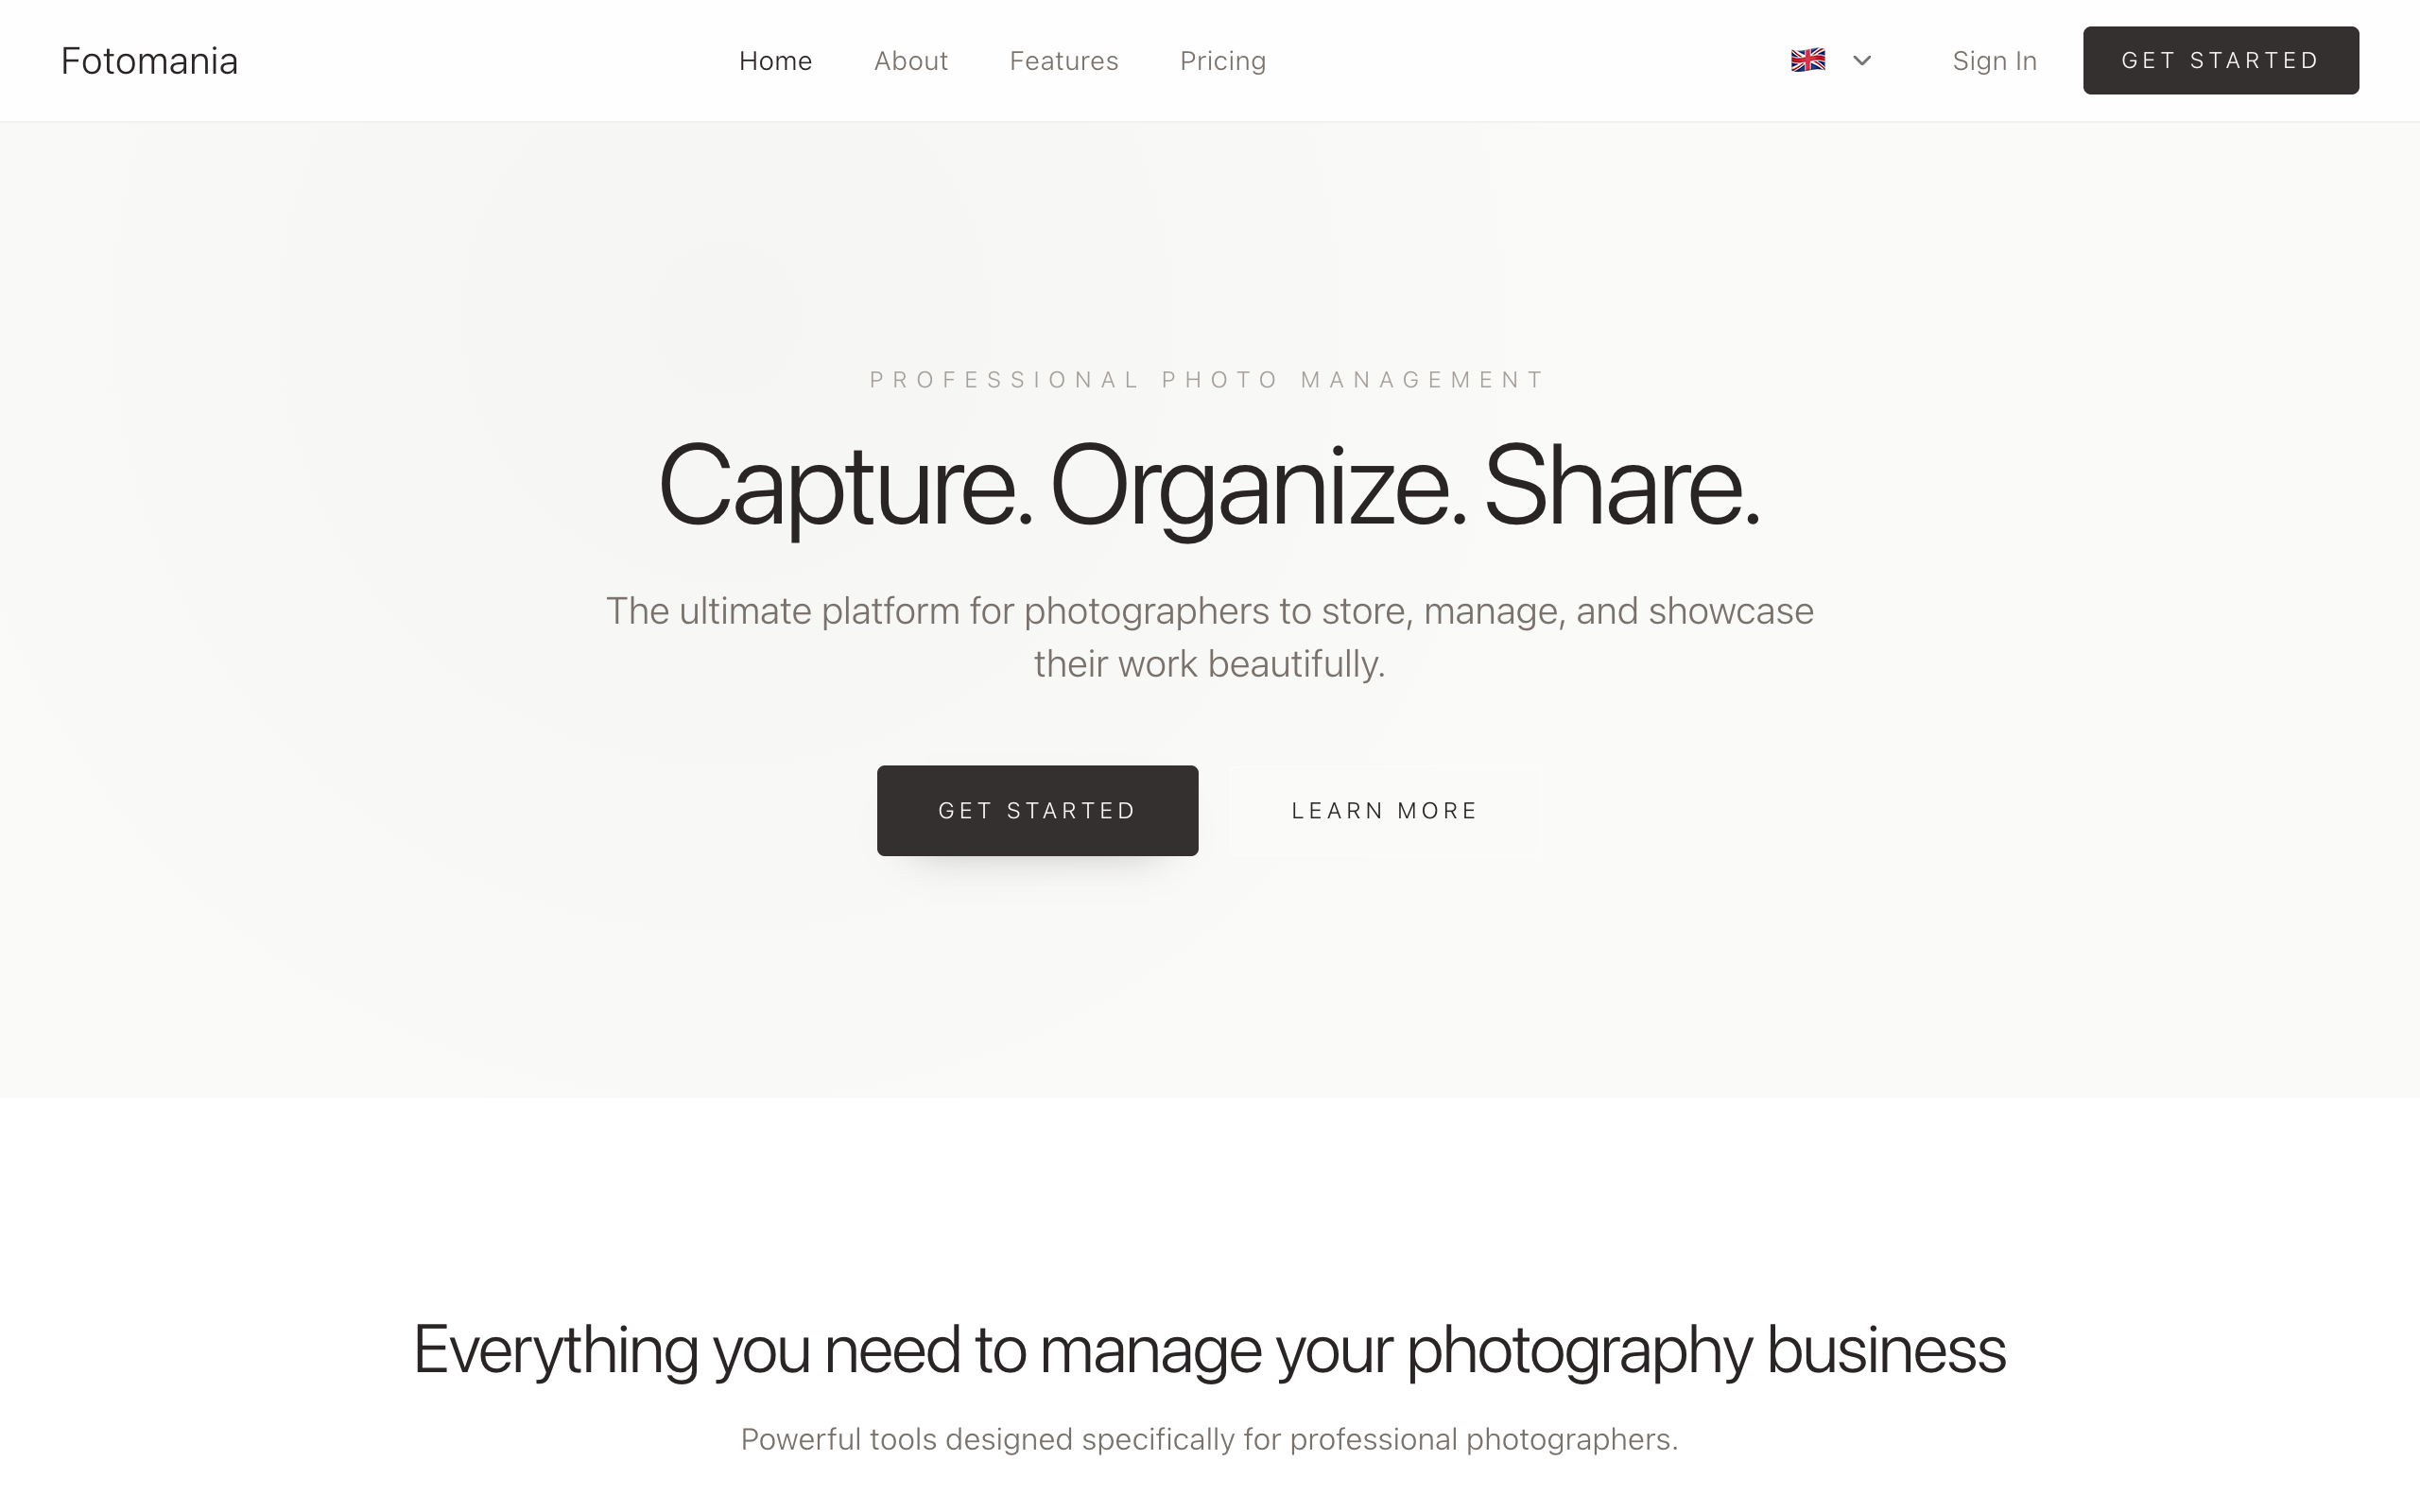 Fotomania
Home
About
Features
Pricing
Sign In
GET STARTED
PROFESSIONAL PHOTO MANAGEMENT
Capture. Organize. Share.
The ultimate platform for photographers to store, manage, and showcase
their work beautifully.
GET STARTED
LEARN MORE
Everything you need to manage your photography business
Powerful tools designed specifically for professional photographers.